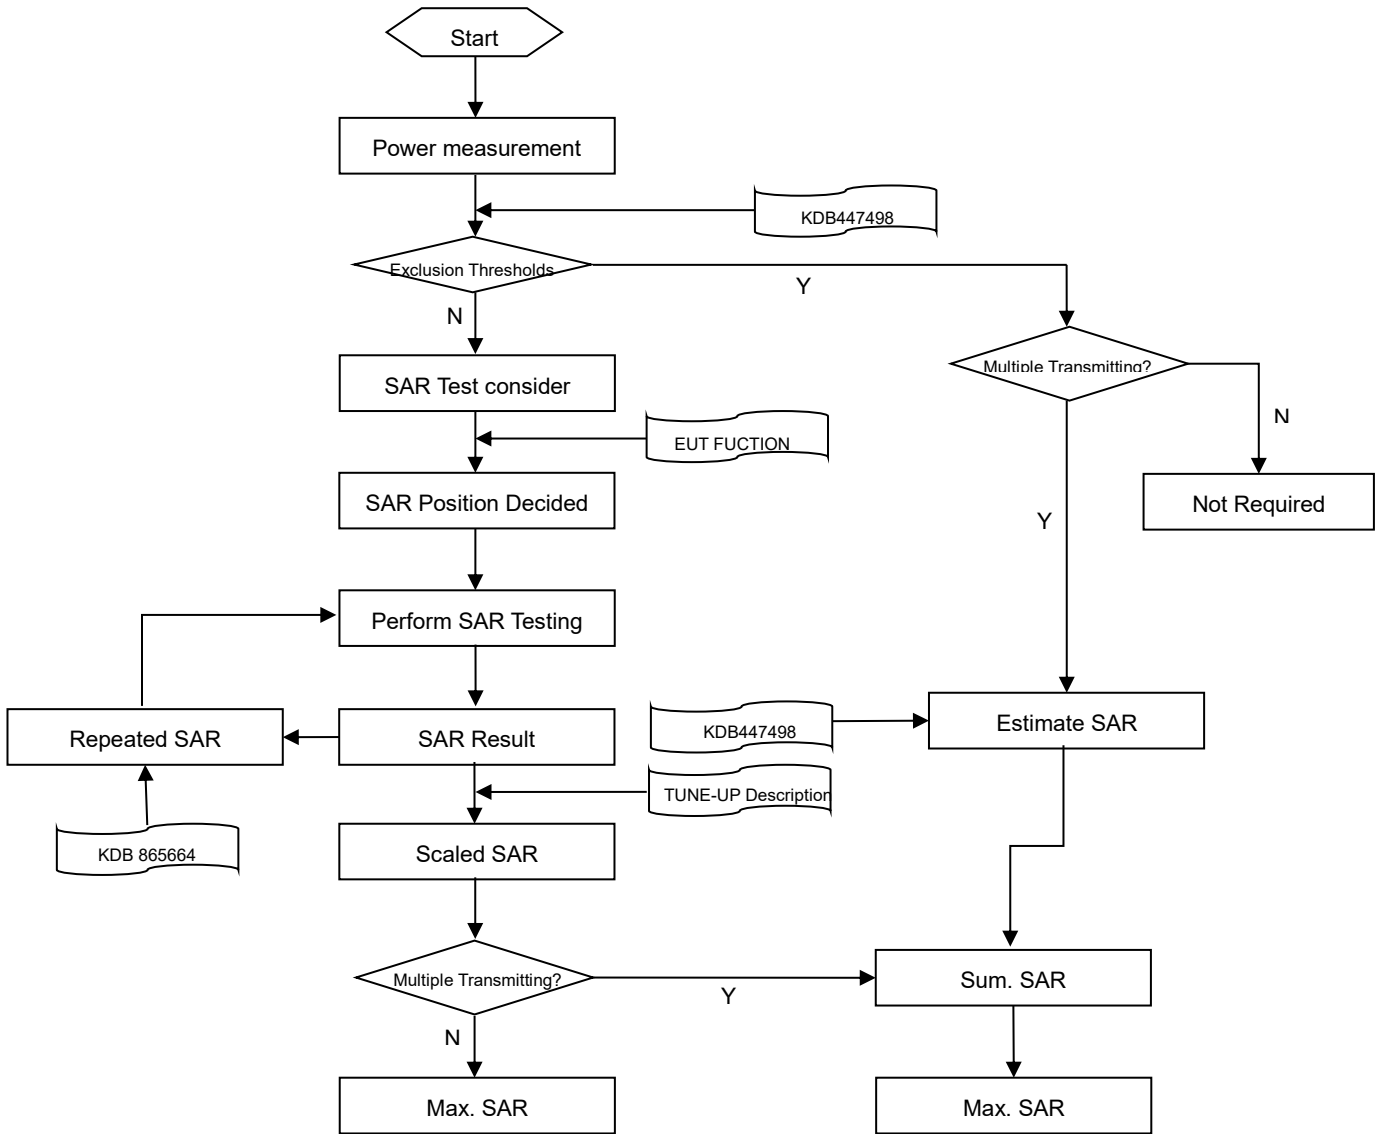 Start
Power measurement
KDB447498
Exclusion Thresholds
Y
N
Multiple Transmitting?
SAR Test consider
N
EUT FUCTION
SAR Position Decided
Not Required
Y
Perform SAR Testing
Repeated SAR
SAR Result
KDB447498
Estimate SAR
TUNE-UP Description
KDB 865664
Scaled SAR
Multiple Transmitting?
Y
Sum. SAR
N
Max. SAR
Max. SAR